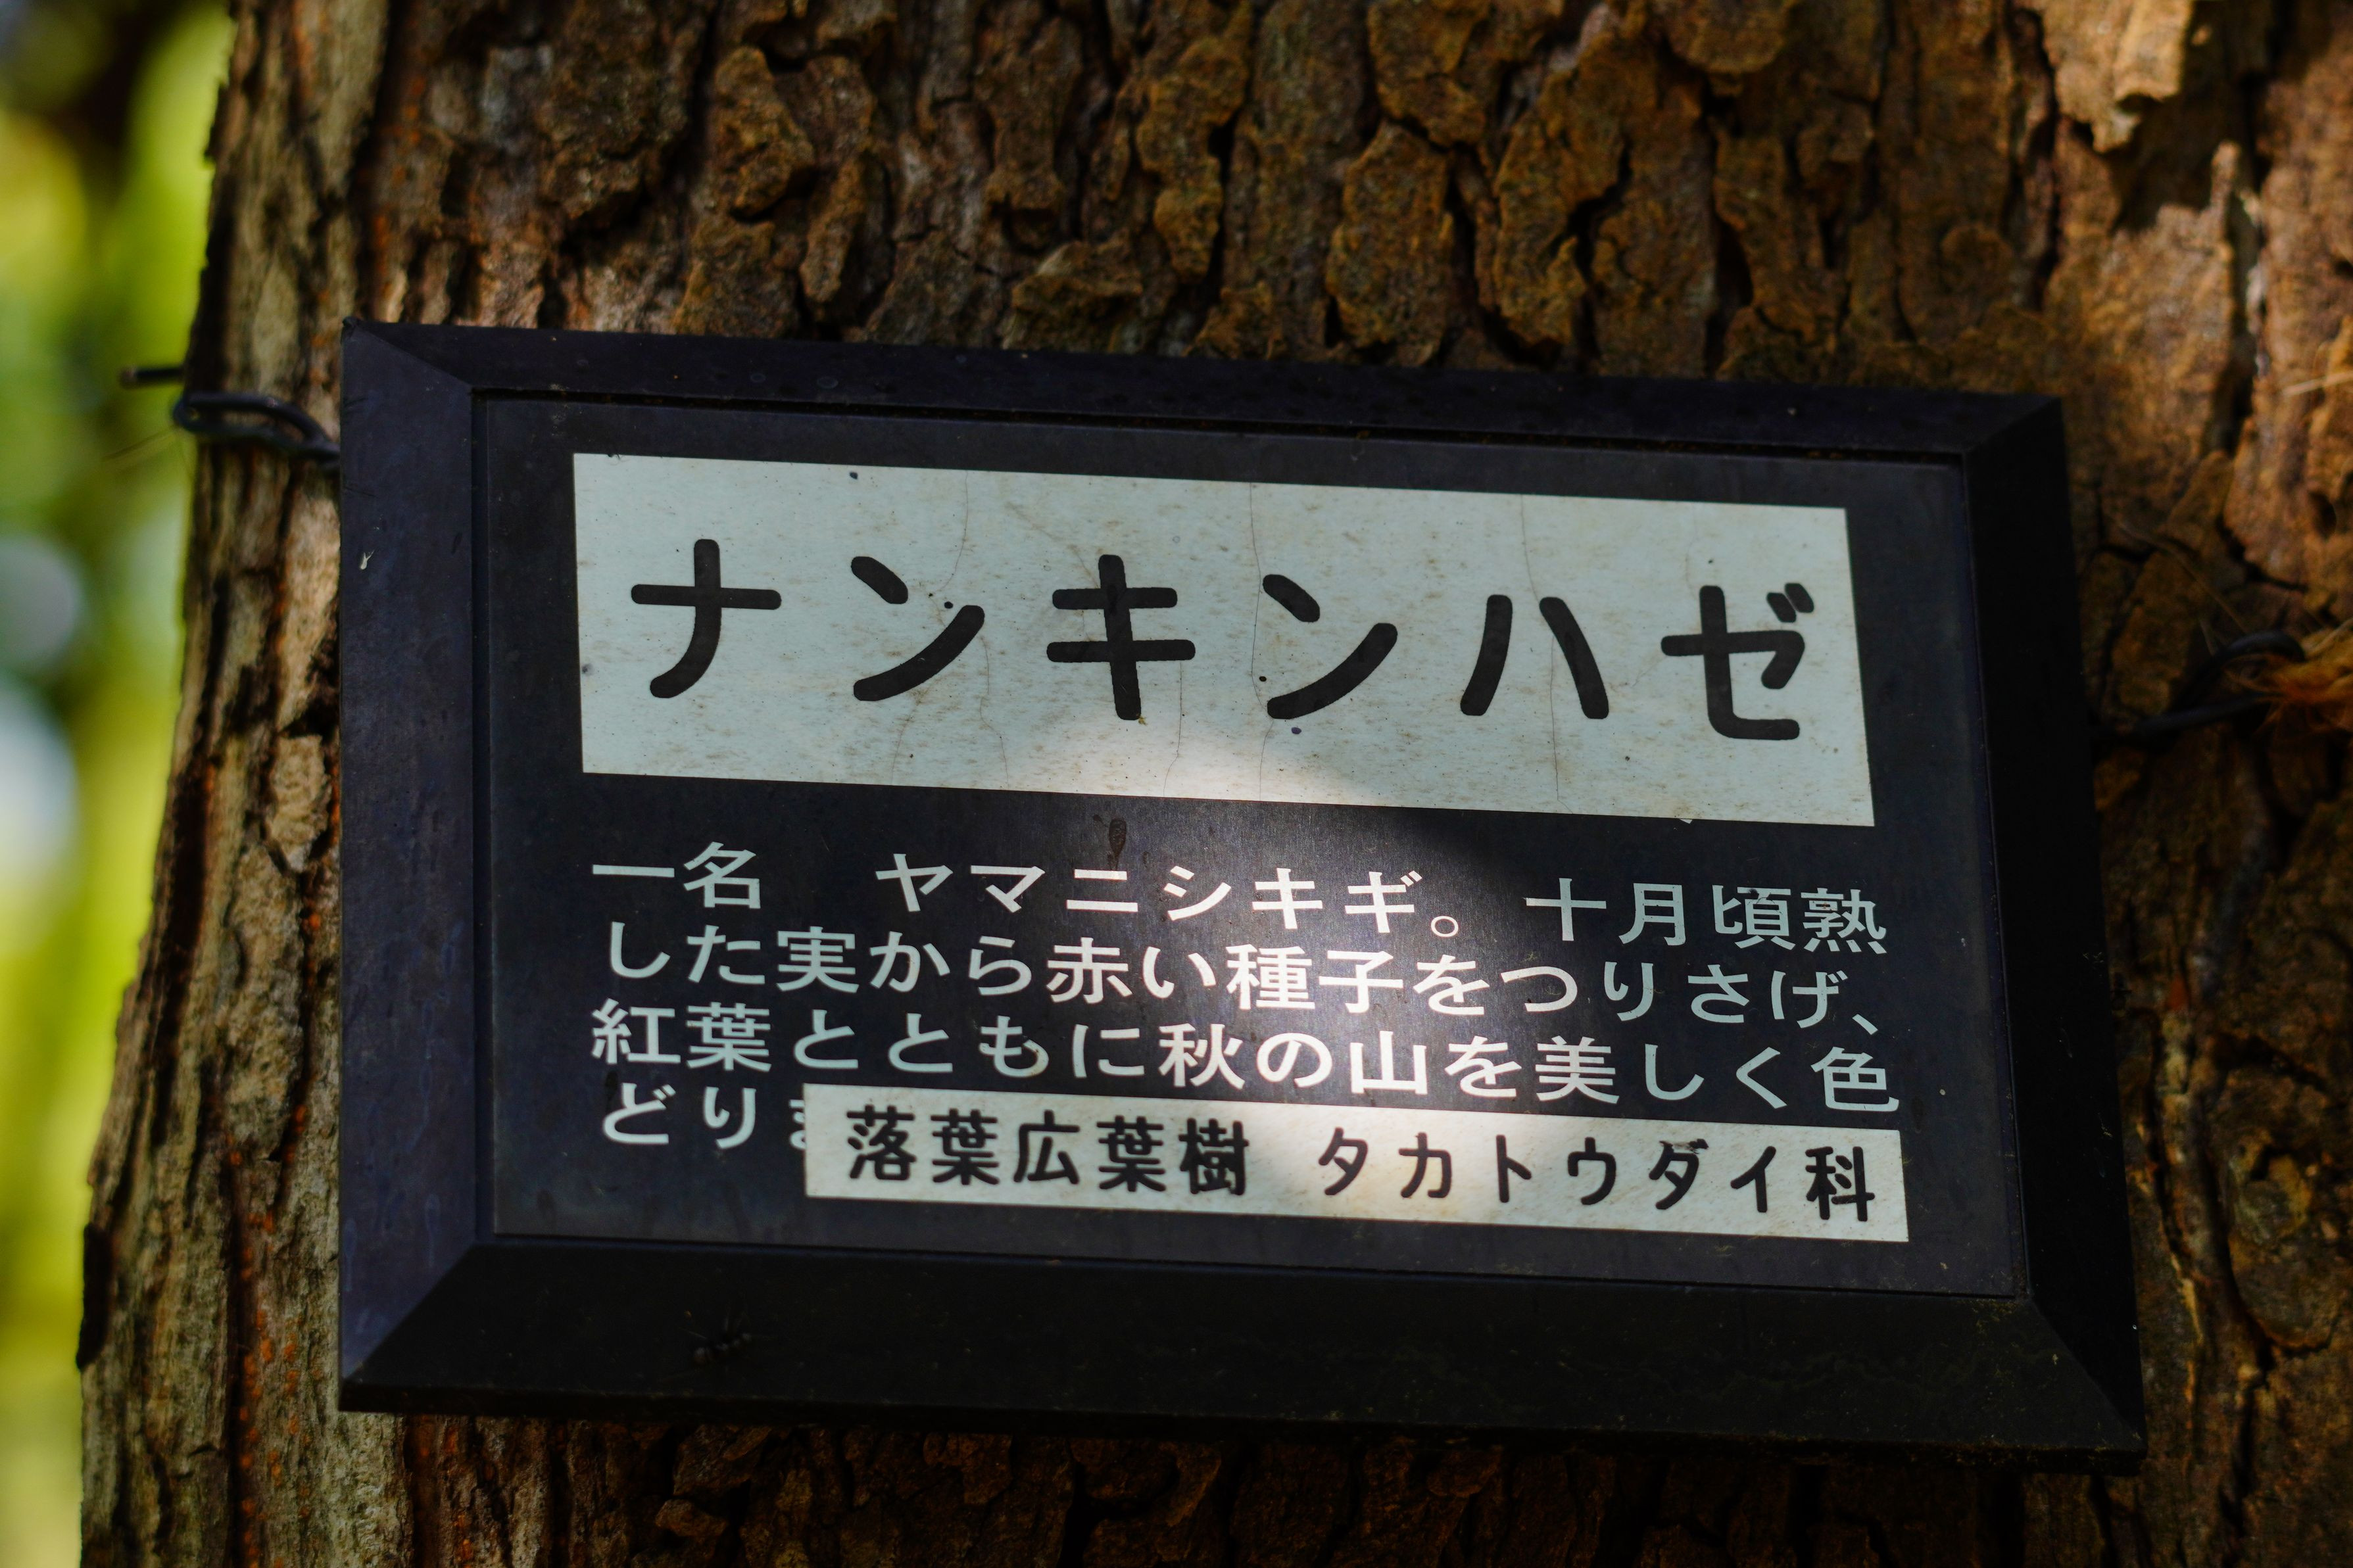 ナンキンハゼ
一名　ヤマニシキギ。十月頃熟
した実から赤い種子をつりさげ、
紅葉とともに秋の山を美しく色
どりま
落葉広葉樹　タカトウダイ科